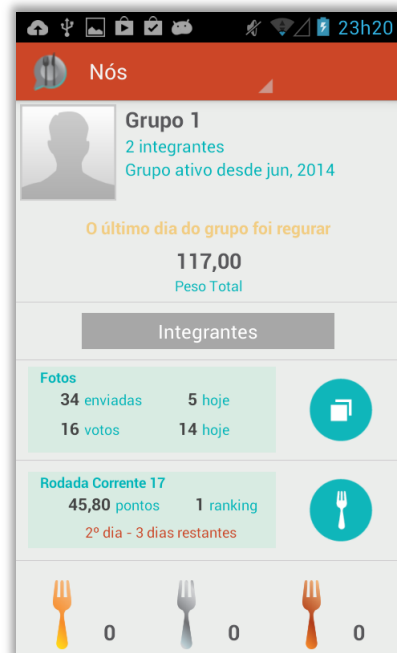 23h20
Nós
Grupo 1
2 integrantes
Grupo ativo desde jun, 2014
O último dia do grupo foi regurar
117,00
Peso Total
Integrantes
Fotos
34 enviadas 5 hoje
16 votos 14 hoje
Rodada Corrente 17
45,80 pontos 1 ranking
2º dia - 3 dias restantes
0 0 0